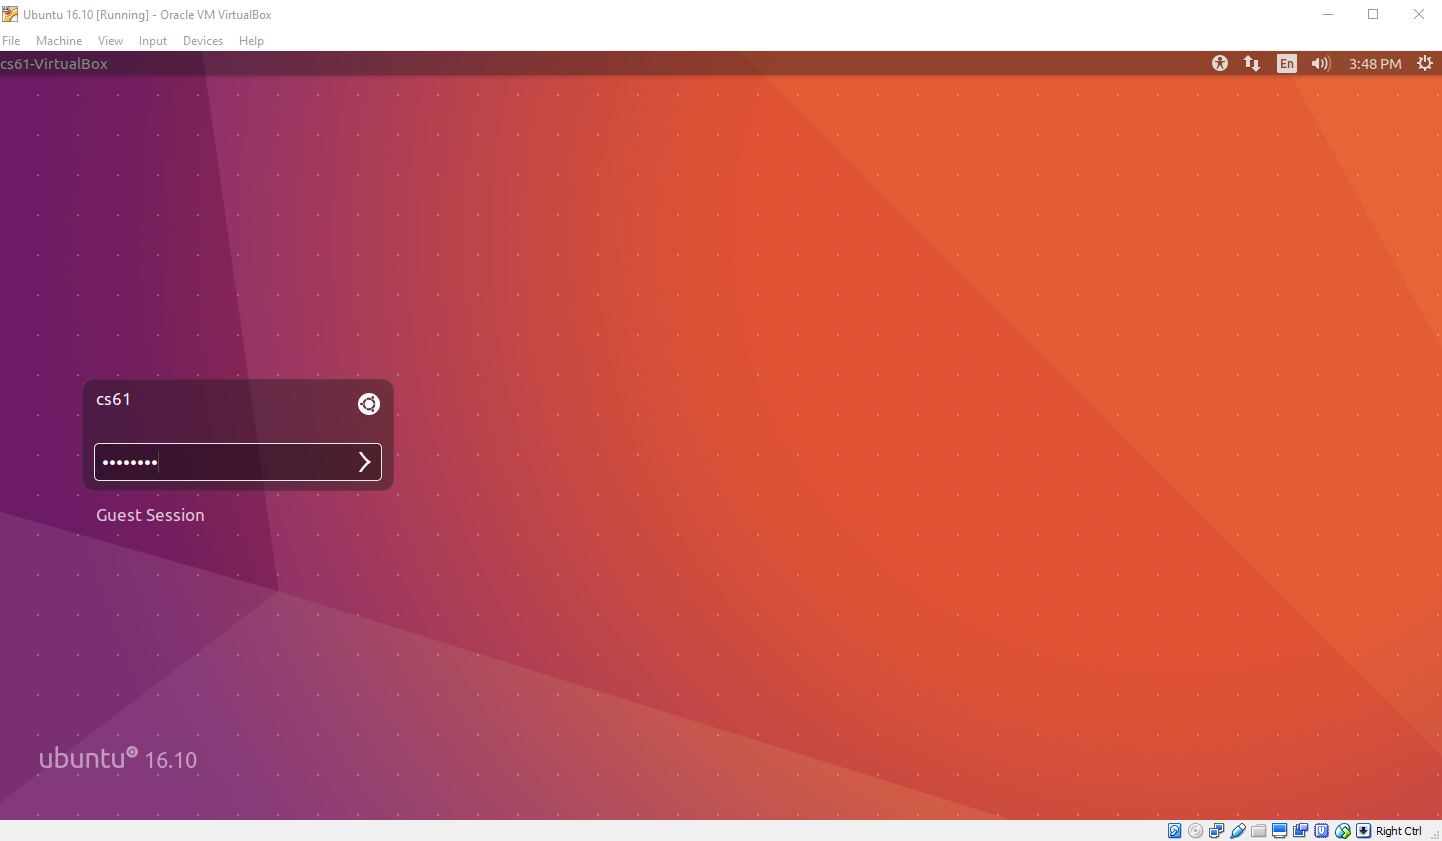 Ubuntu 16.10 [Running] - Oracle VM VirtualBox
File Machine View Input Devices Help
cs61-VirtualBox En 3:48 PM
cs61
••••••••
Guest Session
ubuntu 16.10
Right Ctrl